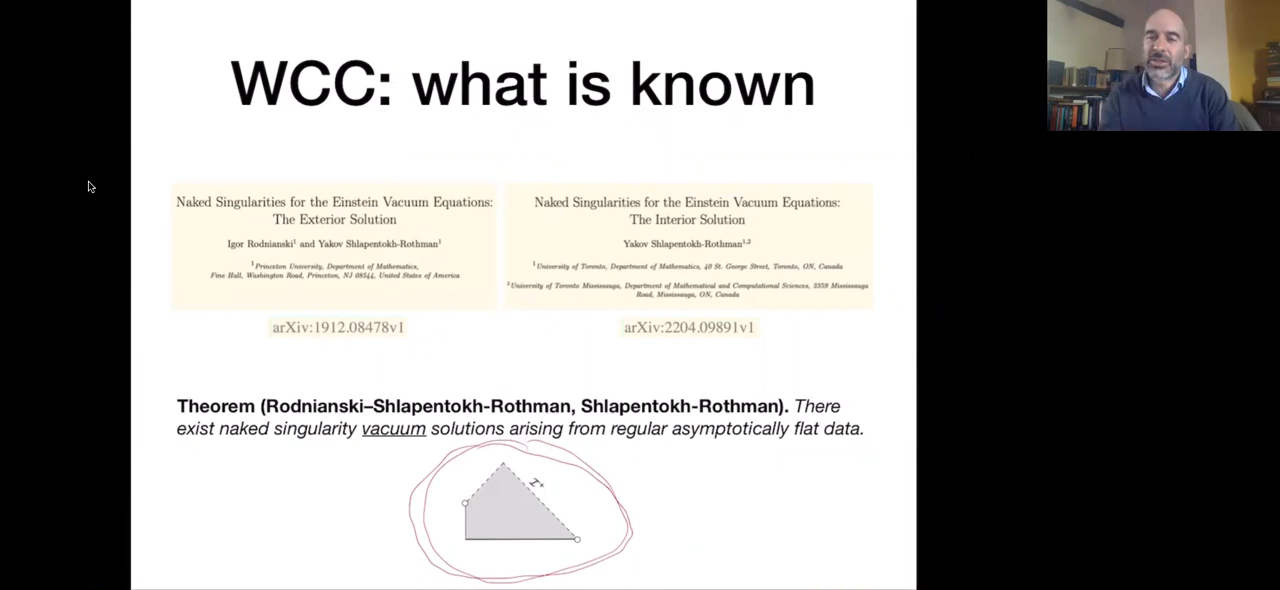 WCC: what is known
Naked Singularities for the Einstein Vacuum Equations:
The Exterior Solution
Igor Rodnianski¹ and Yakov Shlapentokh-Rothman¹
¹Princeton University, Department of Mathematics,
Fine Hall, Washington Road, Princeton, NJ 08544, United States of America
arXiv:1912.08478v1
Naked Singularities for the Einstein Vacuum Equations:
The Interior Solution
Yakov Shlapentokh-Rothman¹,²
¹University of Toronto, Department of Mathematics, 40 St. George Street, Toronto, ON, Canada
²University of Toronto Mississauga, Department of Mathematical and Computational Sciences, 3359 Mississauga
Road, Mississauga, ON, Canada
arXiv:2204.09891v1
Theorem (Rodnianski–Shlapentokh-Rothman, Shlapentokh-Rothman). There
exist naked singularity vacuum solutions arising from regular asymptotically flat data.
I⁺